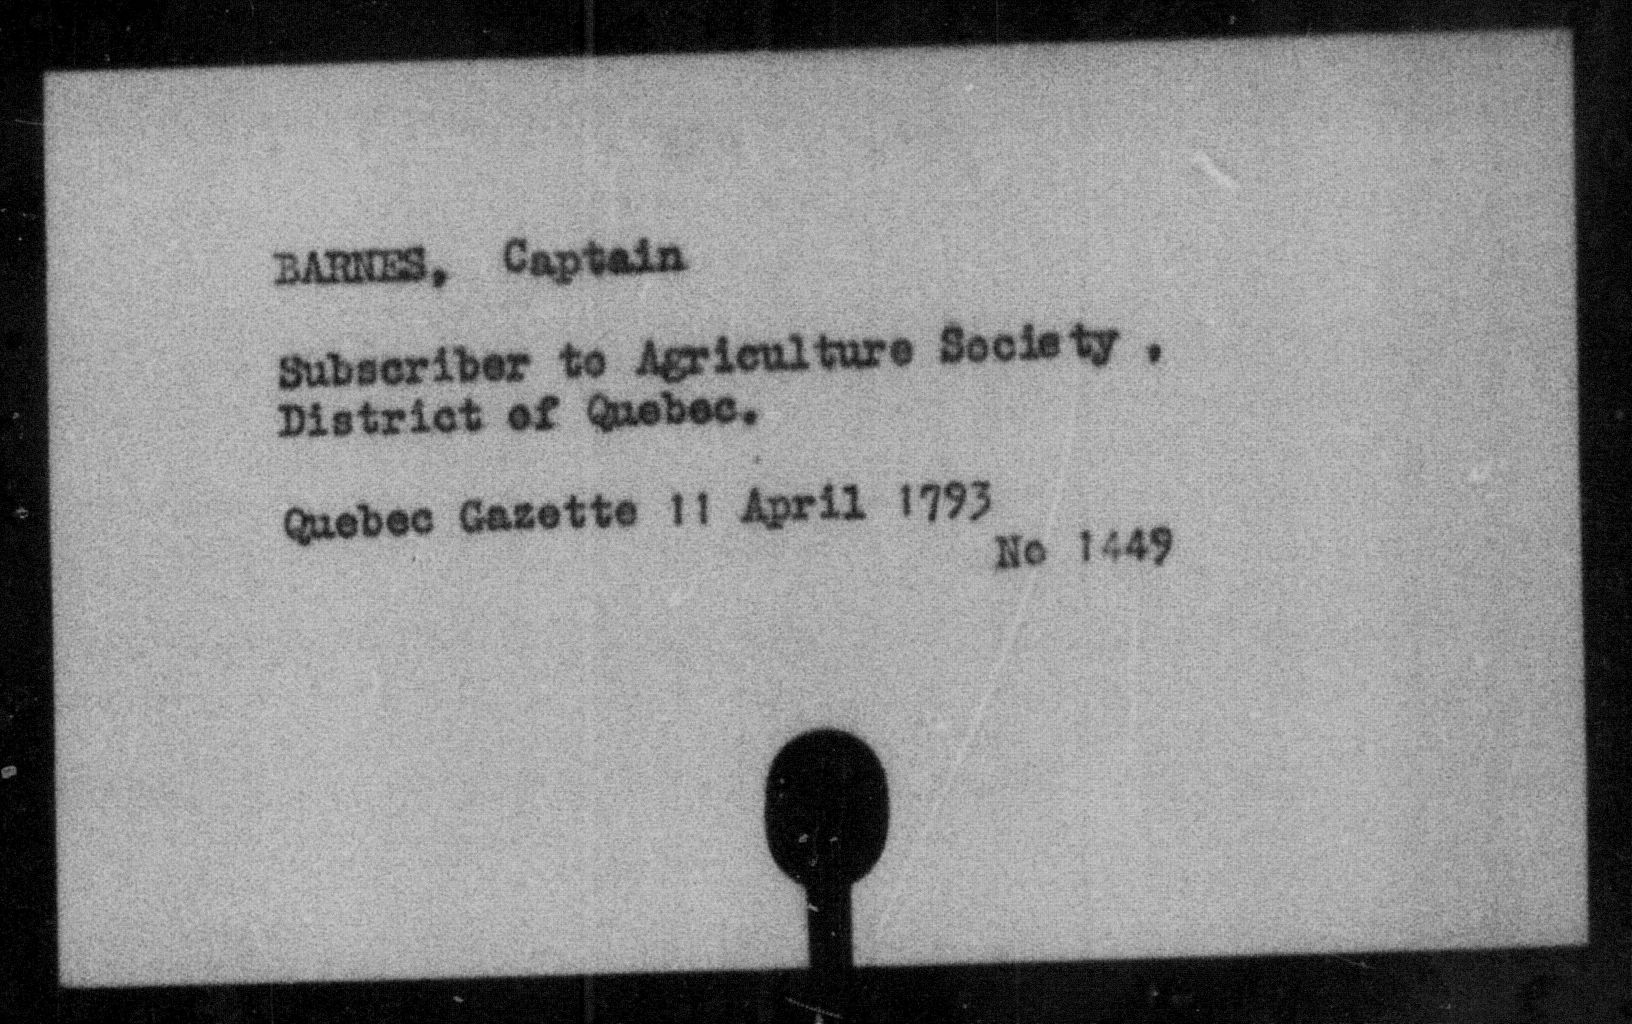 BARNES, Captain
Subscriber to Agriculture Society ,
District of Quebec.
Quebec Gazette 11 April 1793
No 1449